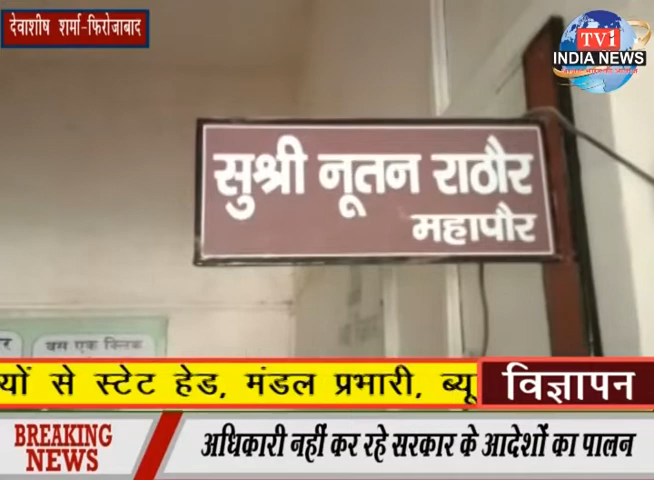 देवाशीष शर्मा-फिरोजाबाद
TV1
INDIA NEWS
सुश्री नूतन राठौर
महापौर
र
बस एक क्लिक
यों से स्टेट हेड, मंडल प्रभारी, ब्यू
विज्ञापन
BREAKING
NEWS
अधिकारी नहीं कर रहे सरकार के आदेशों का पालन